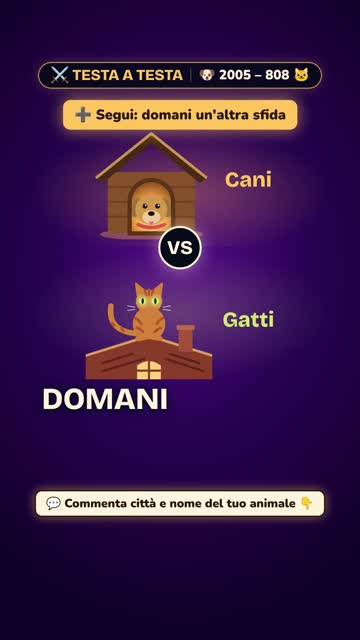 ⚔️ TESTA A TESTA | 🐶 2005 – 808 🐱
➕ Segui: domani un'altra sfida
Cani
VS
Gatti
DOMANI
💬 Commenta città e nome del tuo animale 👇